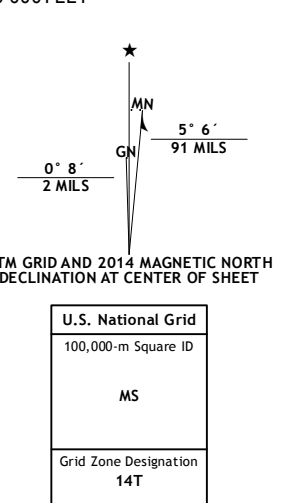 MN
GN
5° 6´
91 MILS
0° 8´
2 MILS
TM GRID AND 2014 MAGNETIC NORTH
DECLINATION AT CENTER OF SHEET
U.S. National Grid
100,000-m Square ID
MS
Grid Zone Designation
14T